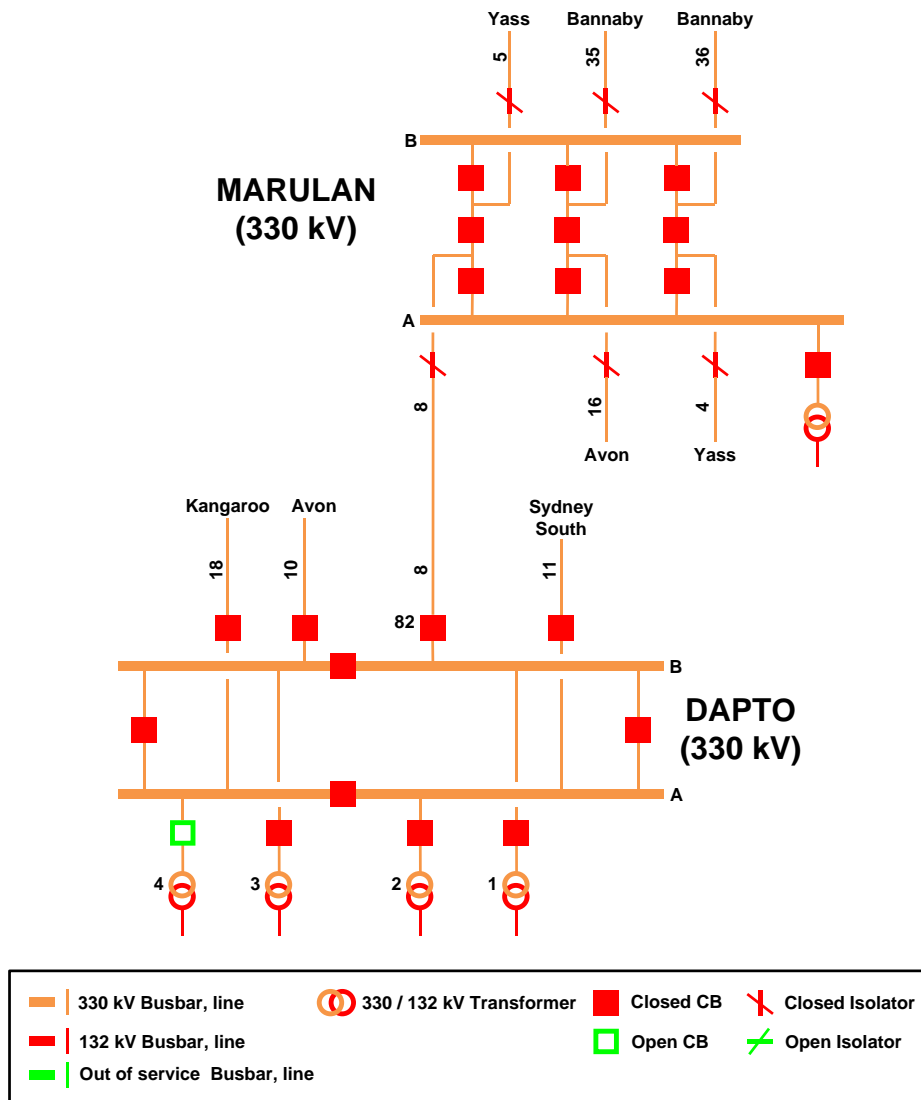 Yass
Bannaby
Bannaby
5
35
36
B
MARULAN
(330 kV)
A
8
16
4
Avon
Yass
Kangaroo
Avon
Sydney
South
18
10
8
11
82
B
DAPTO
(330 kV)
A
4
3
2
1
330 kV Busbar, line
330 / 132 kV Transformer
Closed CB
Closed Isolator
132 kV Busbar, line
Open CB
Open Isolator
Out of service Busbar, line